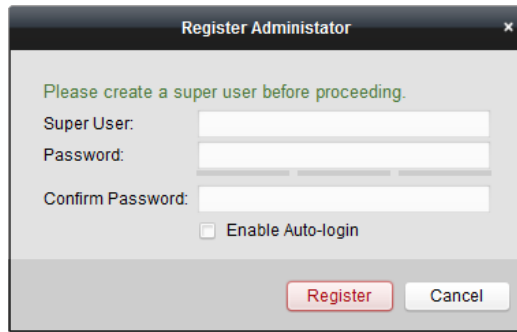 Register Administator
×
Please create a super user before proceeding.
Super User:
Password:
Confirm Password:
Enable Auto-login
Register Cancel